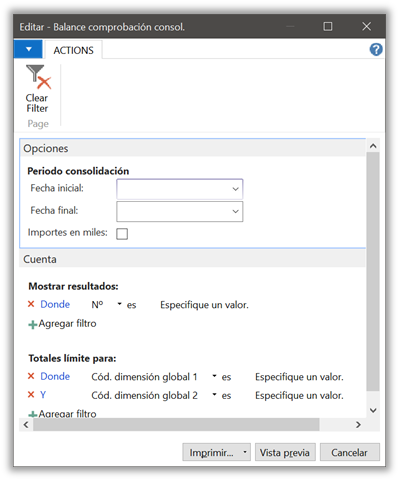 Editar - Balance comprobación consol.
ACTIONS
?
Clear
Filter
Page
Opciones
Periodo consolidación
Fecha inicial:
Fecha final:
Importes en miles:
Cuenta
Mostrar resultados:
× Donde Nº es Especifique un valor.
+ Agregar filtro
Totales límite para:
× Donde Cód. dimensión global 1 es Especifique un valor.
× Y Cód. dimensión global 2 es Especifique un valor.
+ Agregar filtro
Imprimir... Vista previa Cancelar